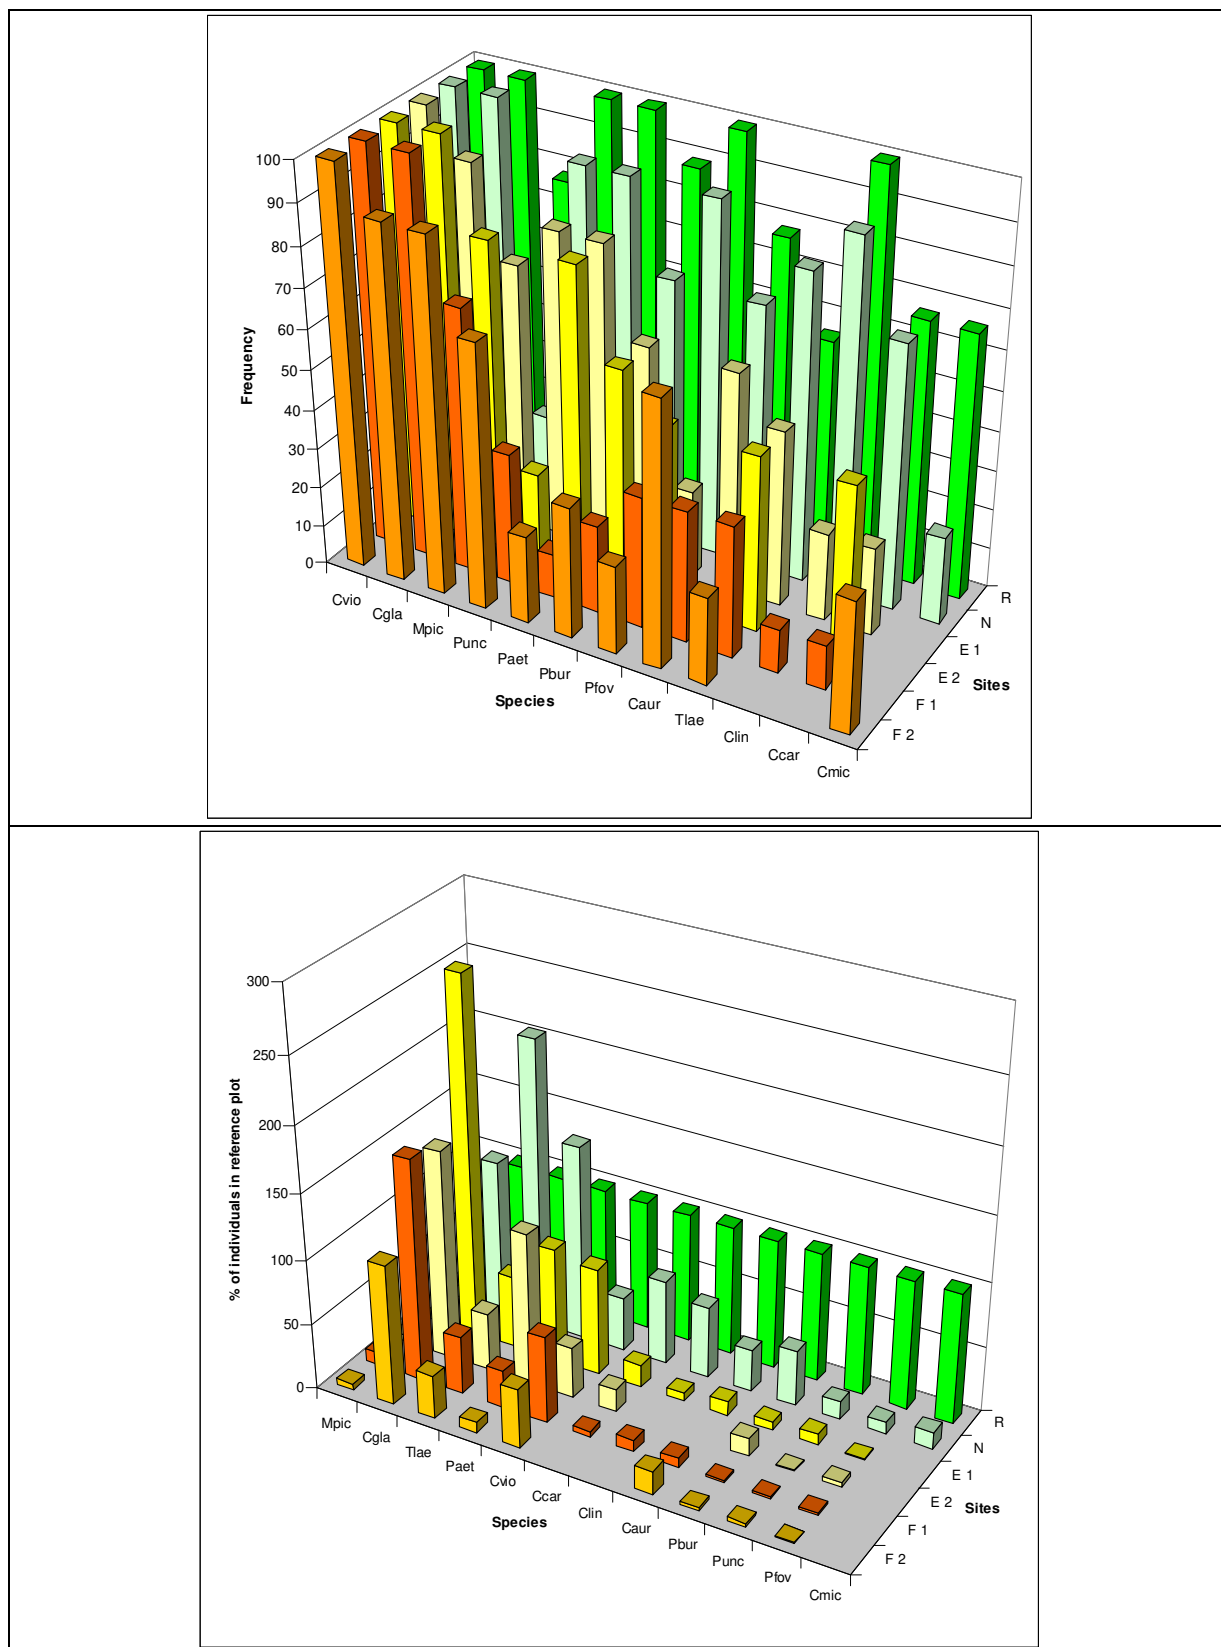 100
90
80
70
60
50
40
30
20
10
0
Frequency
Cvio
Cgla
Mpic
Punc
Paet
Pbur
Pfov
Caur
Tlae
Clin
Ccar
Cmic
Species
R
N
E 1
E 2
F 1
F 2
Sites
300
250
200
150
100
50
0
% of individuals in reference plot
Mpic
Cgla
Tlae
Paet
Cvio
Ccar
Clin
Caur
Pbur
Punc
Pfov
Cmic
Species
R
N
E 1
E 2
F 1
F 2
Sites